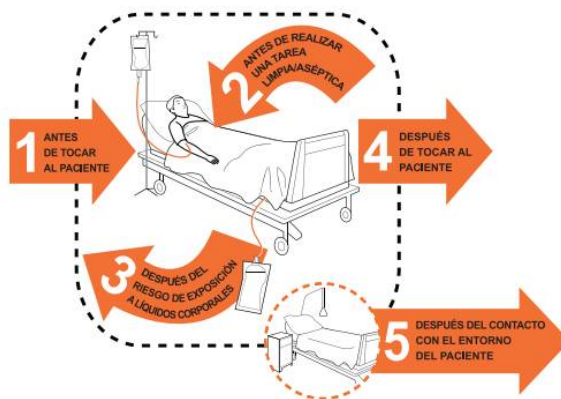 1
ANTES
DE TOCAR
AL PACIENTE
2
ANTES DE REALIZAR
UNA TAREA
LIMPIA/ASÉPTICA
3
DESPUÉS DEL
RIESGO DE EXPOSICIÓN
A LÍQUIDOS CORPORALES
4
DESPUÉS
DE TOCAR AL
PACIENTE
5
DESPUÉS DEL CONTACTO
CON EL ENTORNO
DEL PACIENTE